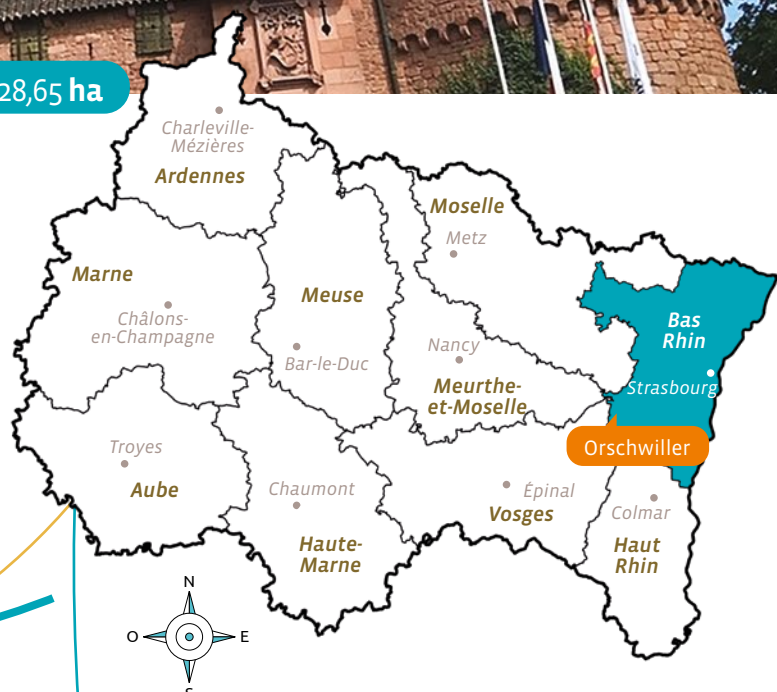 28,65 ha
Charleville-
Mézières
Ardennes
Moselle
Metz
Marne
Meuse
Châlons-
en-Champagne
Bas
Rhin
Nancy
Bar-le-Duc
Meurthe-
et-Moselle
Strasbourg
Orschwiller
Troyes
Aube
Chaumont
Épinal
Vosges
Colmar
Haute-
Marne
Haut
Rhin
N
O
E
S